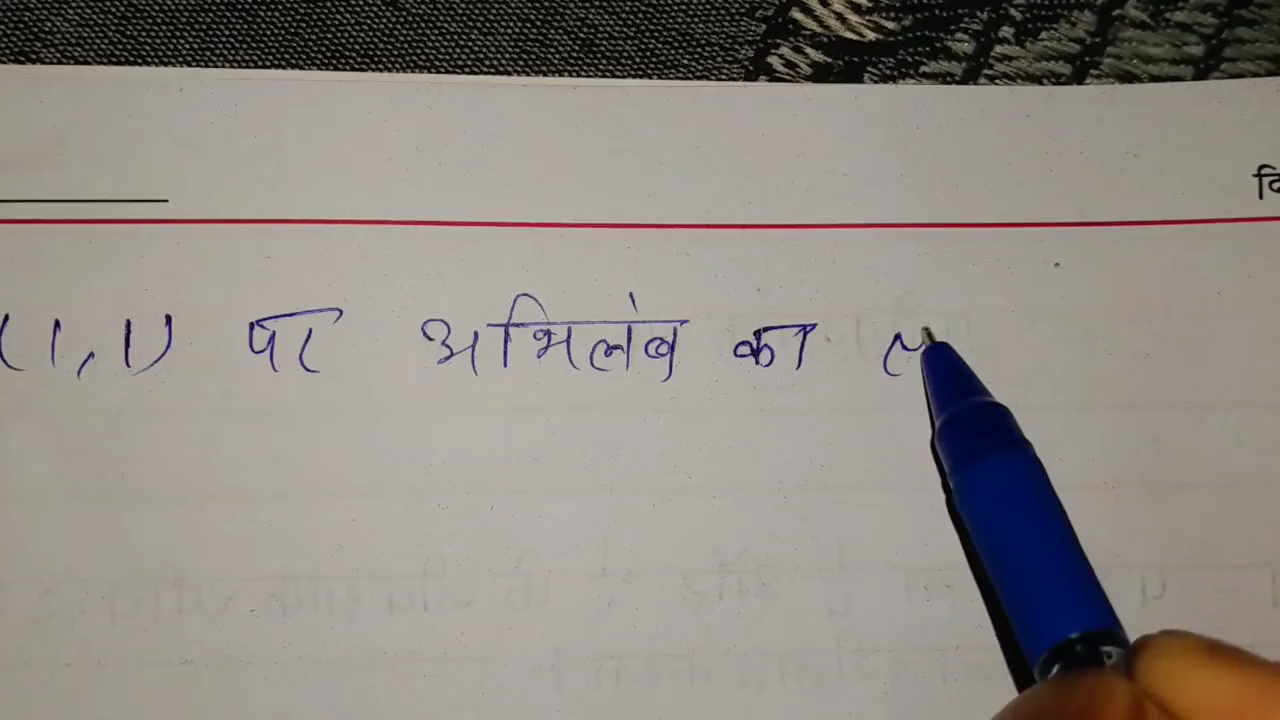 (1,1) पर अभिलंब का